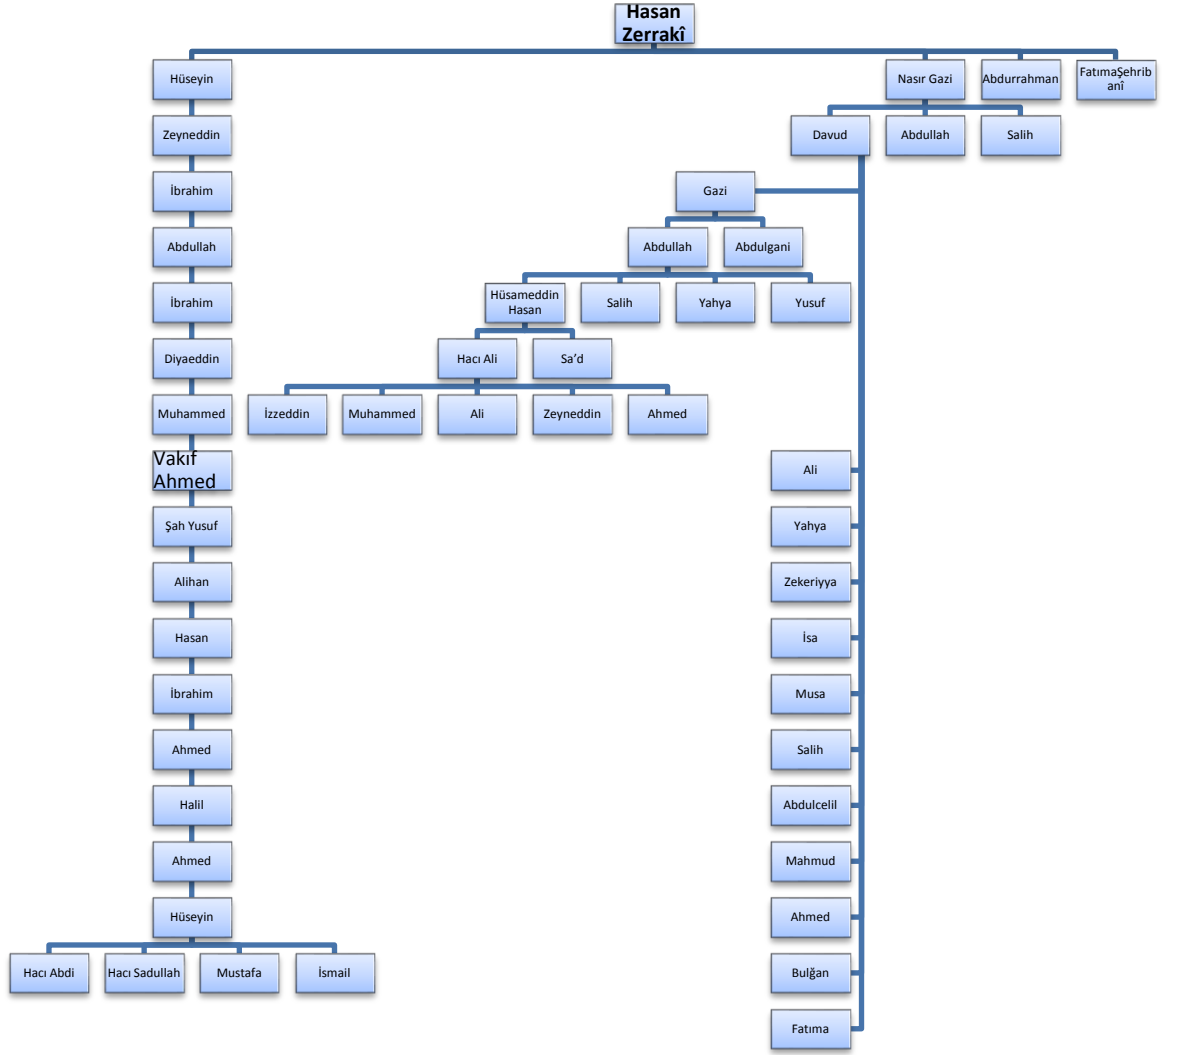 Hasan
Zerrakî
Hüseyin
Nasır Gazi
Abdurrahman
FatımaŞehrib
anî
Zeyneddin
Davud
Abdullah
Salih
İbrahim
Gazi
Abdullah
Abdullah
Abdulgani
İbrahim
Hüsameddin
Hasan
Salih
Yahya
Yusuf
Diyaeddin
Hacı Ali
Sa’d
Muhammed
İzzeddin
Muhammed
Ali
Zeyneddin
Ahmed
Vakıf
Ahmed
Ali
Şah Yusuf
Yahya
Alihan
Zekeriyya
Hasan
İsa
İbrahim
Musa
Ahmed
Salih
Halil
Abdulcelil
Ahmed
Mahmud
Hüseyin
Ahmed
Hacı Abdi
Hacı Sadullah
Mustafa
İsmail
Bulğan
Fatıma